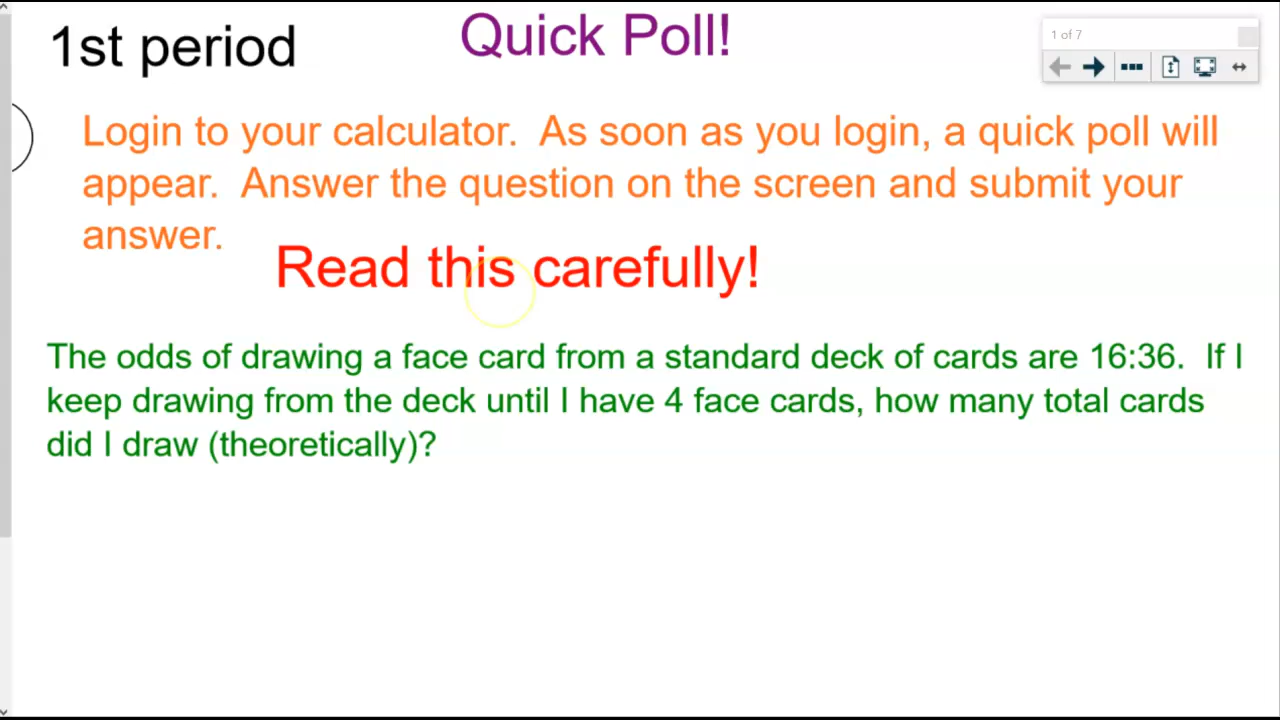 1st period
Quick Poll!
1 of 7
Login to your calculator. As soon as you login, a quick poll will
appear. Answer the question on the screen and submit your
answer.
Read this carefully!
The odds of drawing a face card from a standard deck of cards are 16:36. If I
keep drawing from the deck until I have 4 face cards, how many total cards
did I draw (theoretically)?